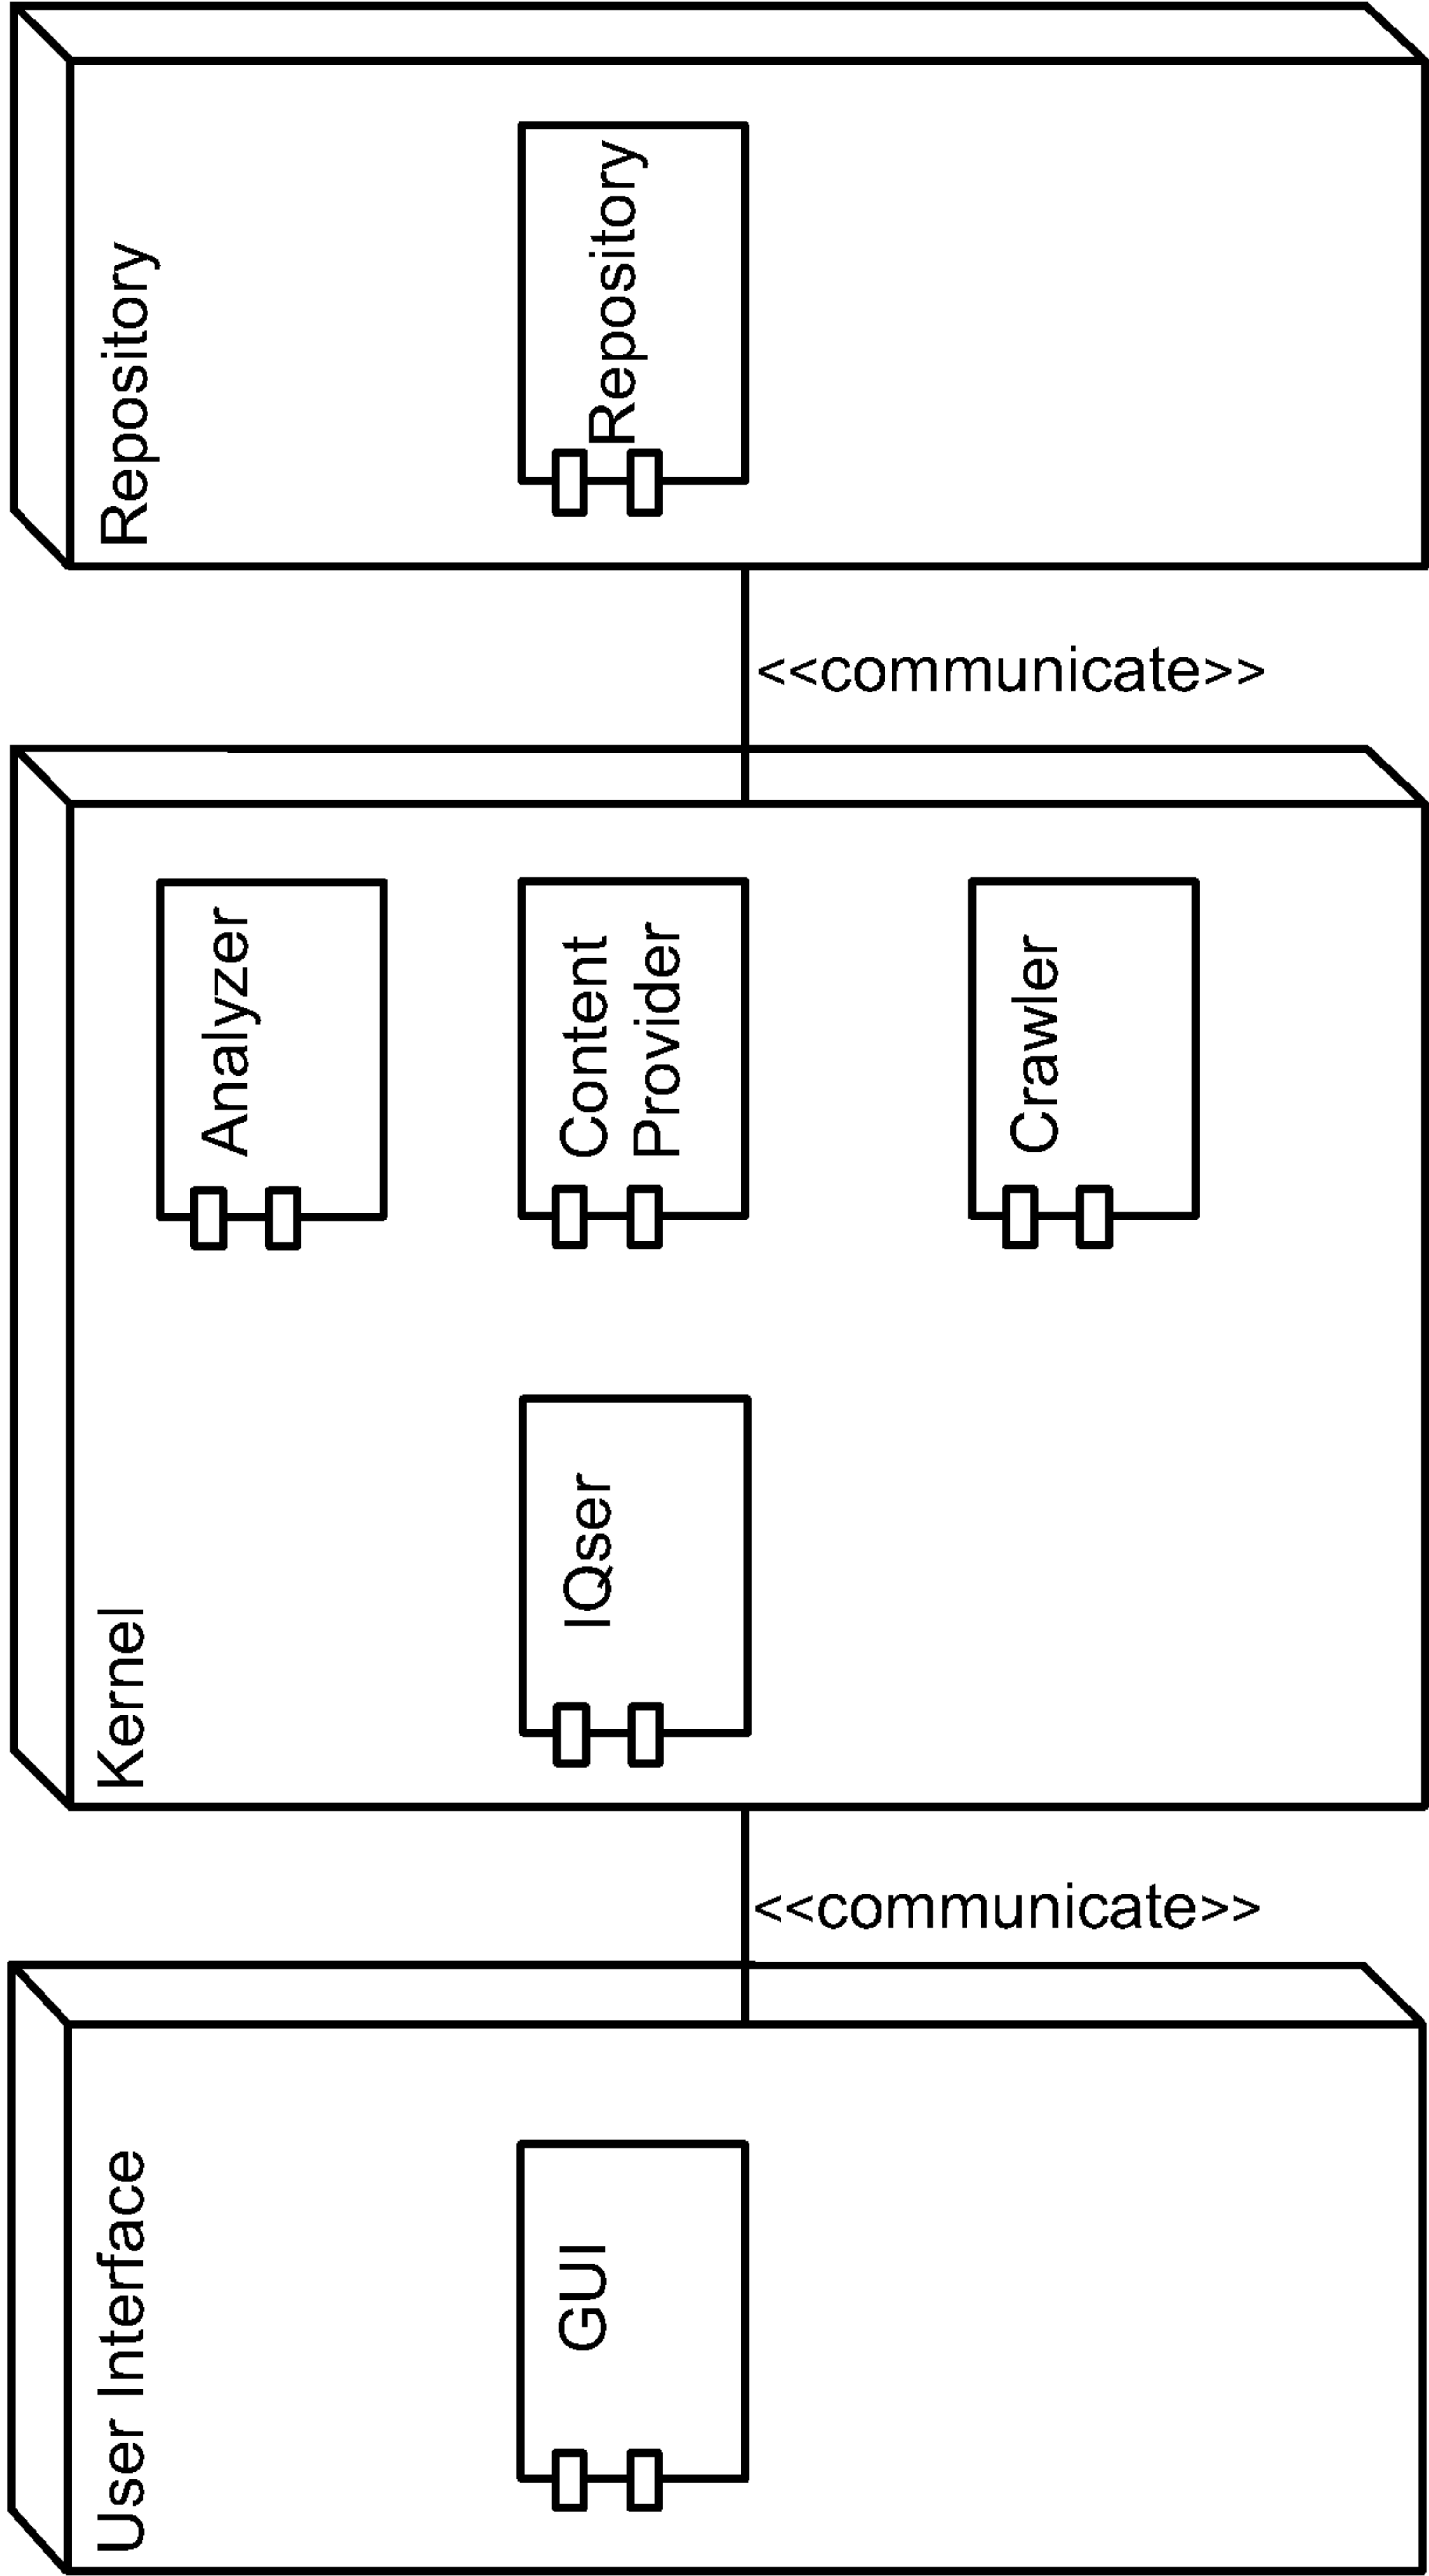 User Interface
GUI
<<communicate>>
Kernel
IQser
Analyzer
Content
Provider
Crawler
<<communicate>>
Repository
Repository